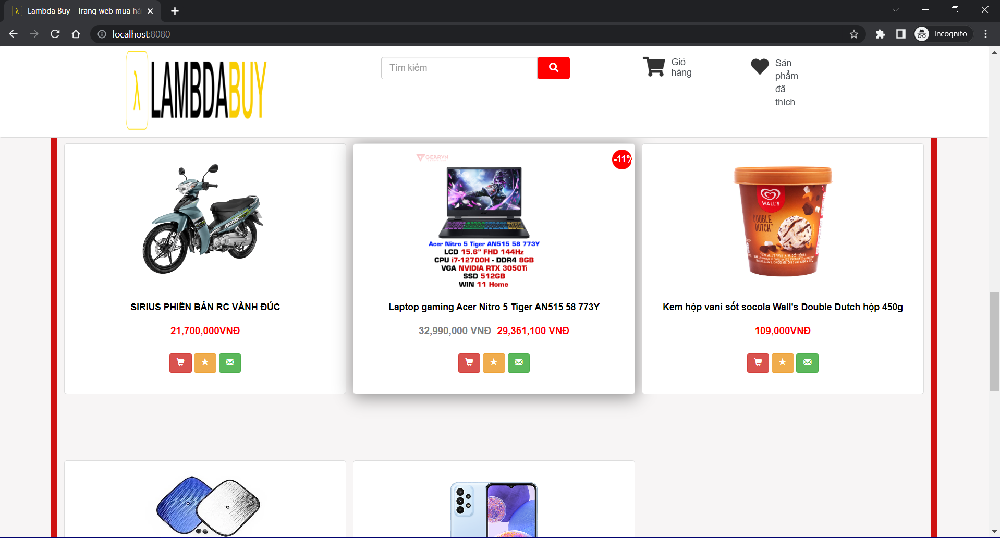 Lambda Buy - Trang web mua hà
localhost:8080
Incognito
λ LAMBDABUY
Tìm kiếm
Giỏ
hàng
Sản
phẩm
đã
thích
GEARVN
-11%
WALL'S
DOUBLE
DUTCH
Acer Nitro 5 Tiger AN515 58 773Y
LCD 15.6" FHD 144Hz
CPU i7-12700H - DDR4 8GB
VGA NVIDIA RTX 3050Ti
SSD 512GB
WIN 11 Home
SIRIUS PHIÊN BẢN RC VÀNH ĐÚC
Laptop gaming Acer Nitro 5 Tiger AN515 58 773Y
Kem hộp vani sốt socola Wall's Double Dutch hộp 450g
21,700,000VNĐ
32,990,000 VNĐ 29,361,100 VNĐ
109,000VNĐ